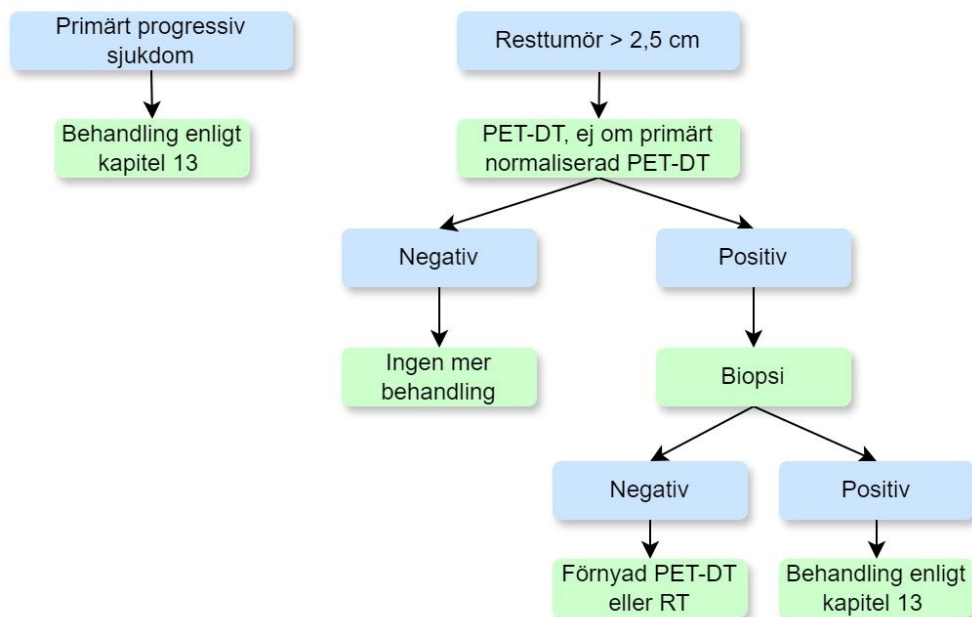 Primärt progressiv
sjukdom
Behandling enligt
kapitel 13
Resttumör > 2,5 cm
PET-DT, ej om primärt
normaliserad PET-DT
Negativ
Positiv
Ingen mer
behandling
Biopsi
Negativ
Positiv
Förnyad PET-DT
eller RT
Behandling enligt
kapitel 13